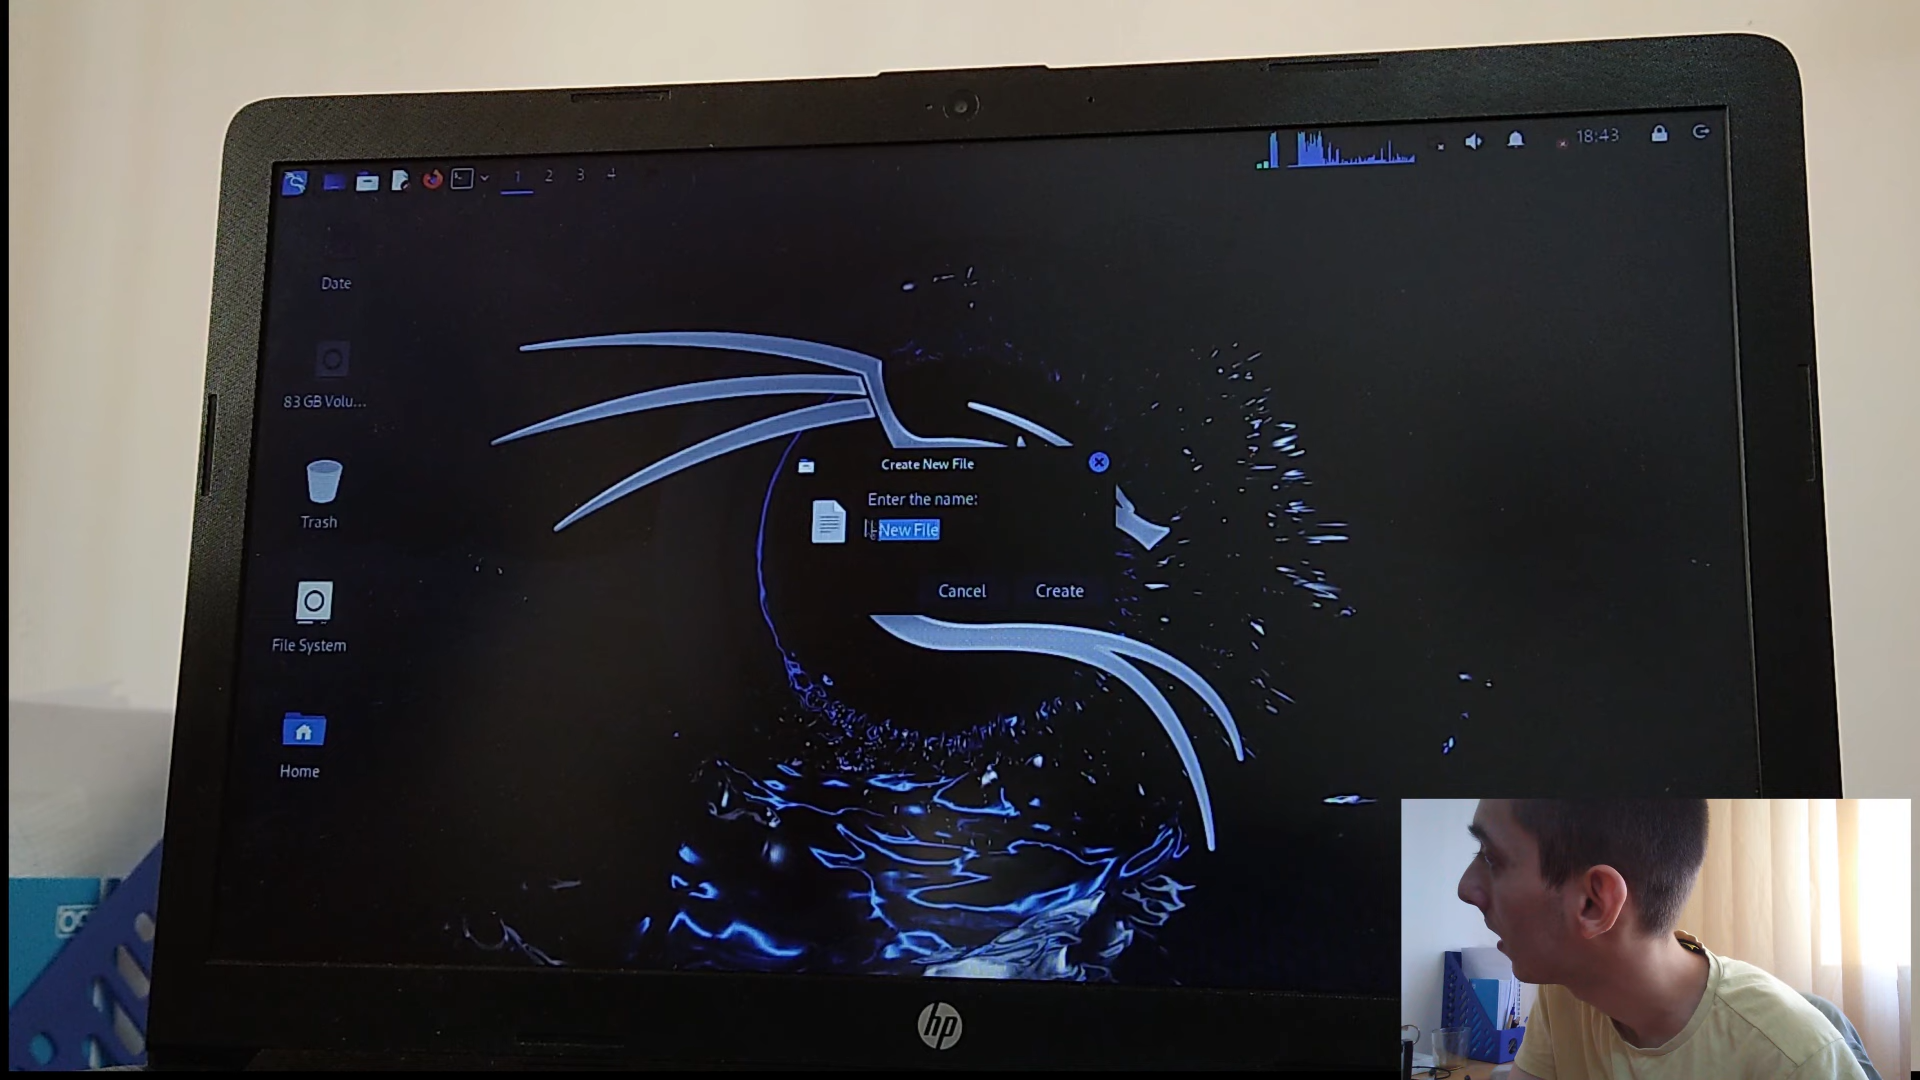 1 2 3 4
18:43
Date
83 GB Volu...
Trash
File System
Home
Create New File
Enter the name:
New File
Cancel Create
hp